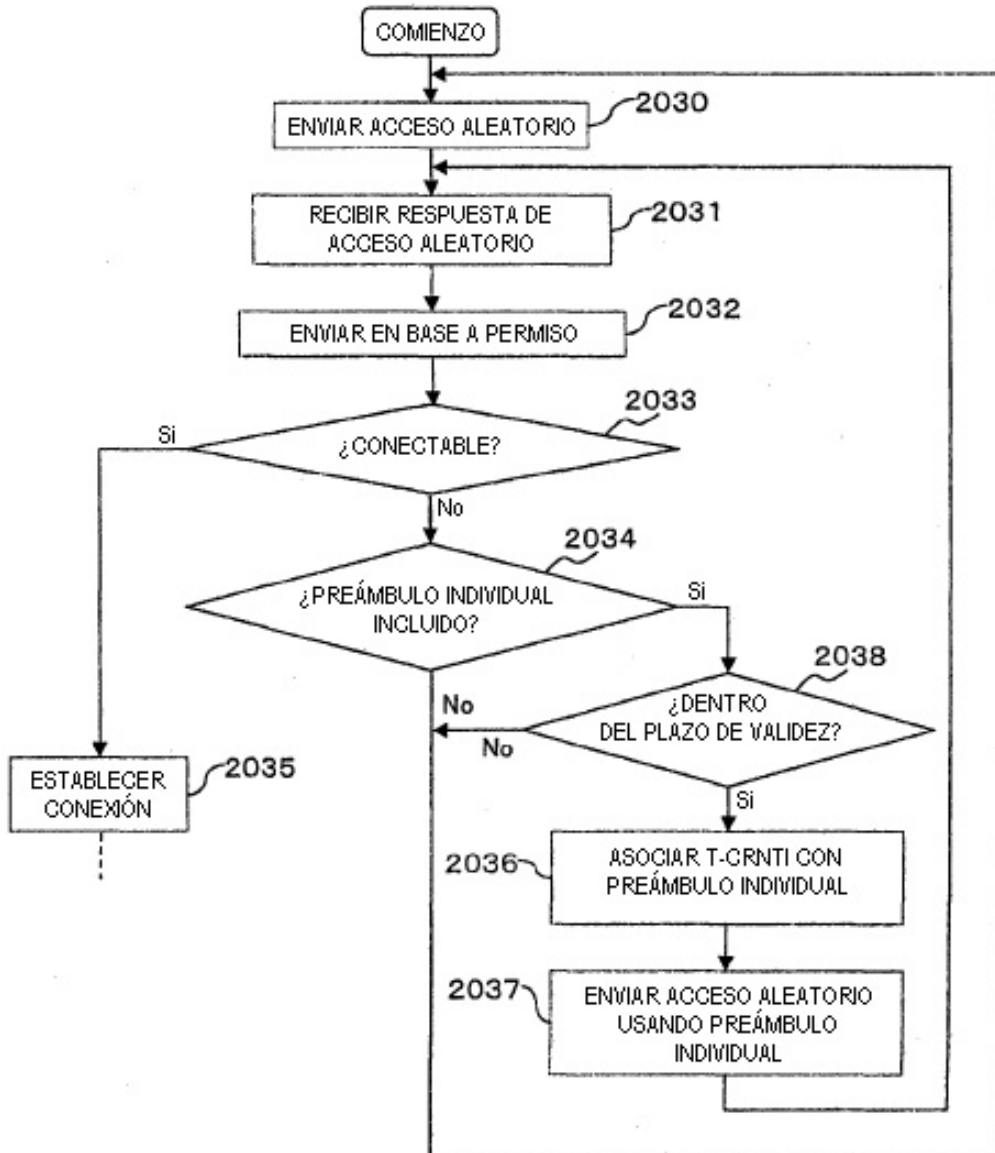 COMIENZO
2030
ENVIAR ACCESO ALEATORIO
2031
RECIBIR RESPUESTA DE
ACCESO ALEATORIO
2032
ENVIAR EN BASE A PERMISO
2033
Si
¿CONECTABLE?
No
2034
¿PREÁMBULO INDIVIDUAL
INCLUIDO?
Si
2038
No
¿DENTRO
DEL PLAZO DE VALIDEZ?
No
2035
ESTABLECER
CONEXIÓN
Si
2036
ASOCIAR T-CRNTI CON
PREÁMBULO INDIVIDUAL
2037
ENVIAR ACCESO ALEATORIO
USANDO PREÁMBULO
INDIVIDUAL